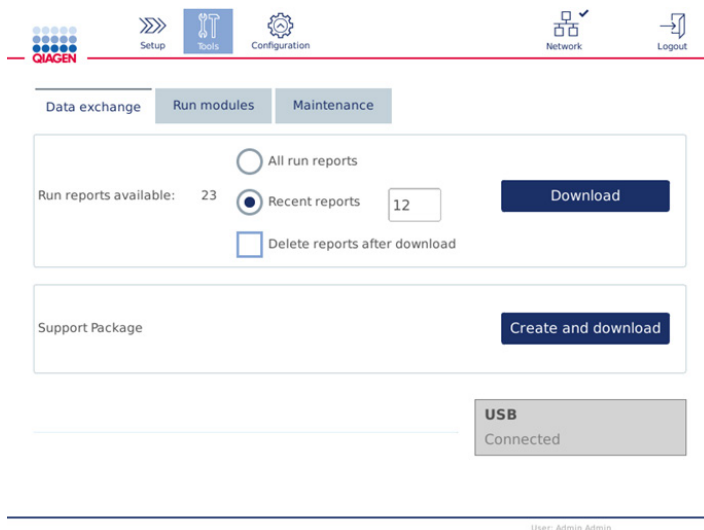 QIAGEN
Setup
Tools
Configuration
Network
Logout
Data exchange
Run modules
Maintenance
All run reports
Run reports available: 23
Recent reports 12
Download
Delete reports after download
Support Package
Create and download
USB
Connected
User: Admin Admin